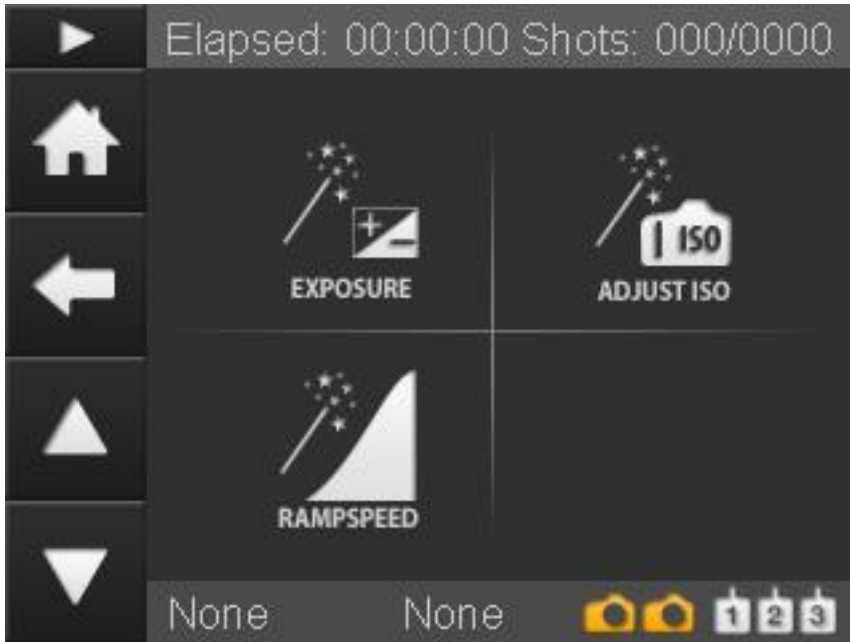 Elapsed: 00:00:00 Shots: 000/0000
EXPOSURE
ISO
ADJUST ISO
RAMPSPEED
None None 1 2 3